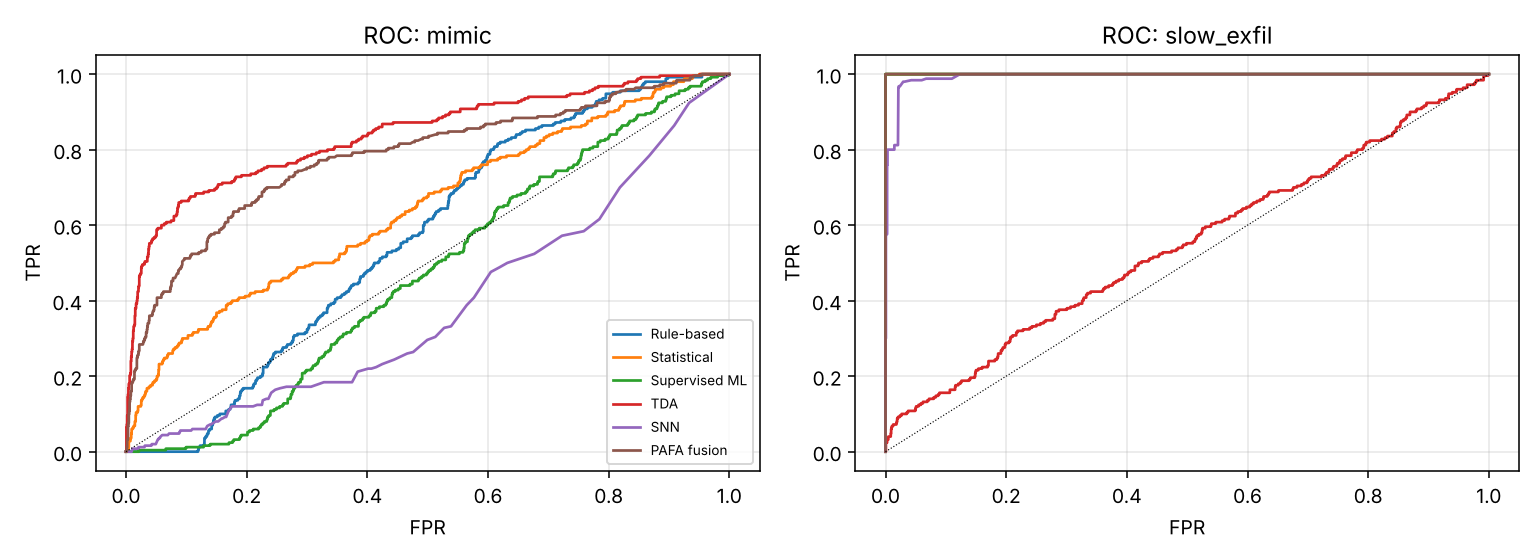 ROC: mimic
TPR
1.0
0.8
0.6
0.4
0.2
0.0
0.0 0.2 0.4 0.6 0.8 1.0
FPR
Rule-based
Statistical
Supervised ML
TDA
SNN
PAFA fusion
ROC: slow_exfil
TPR
1.0
0.8
0.6
0.4
0.2
0.0
0.0 0.2 0.4 0.6 0.8 1.0
FPR